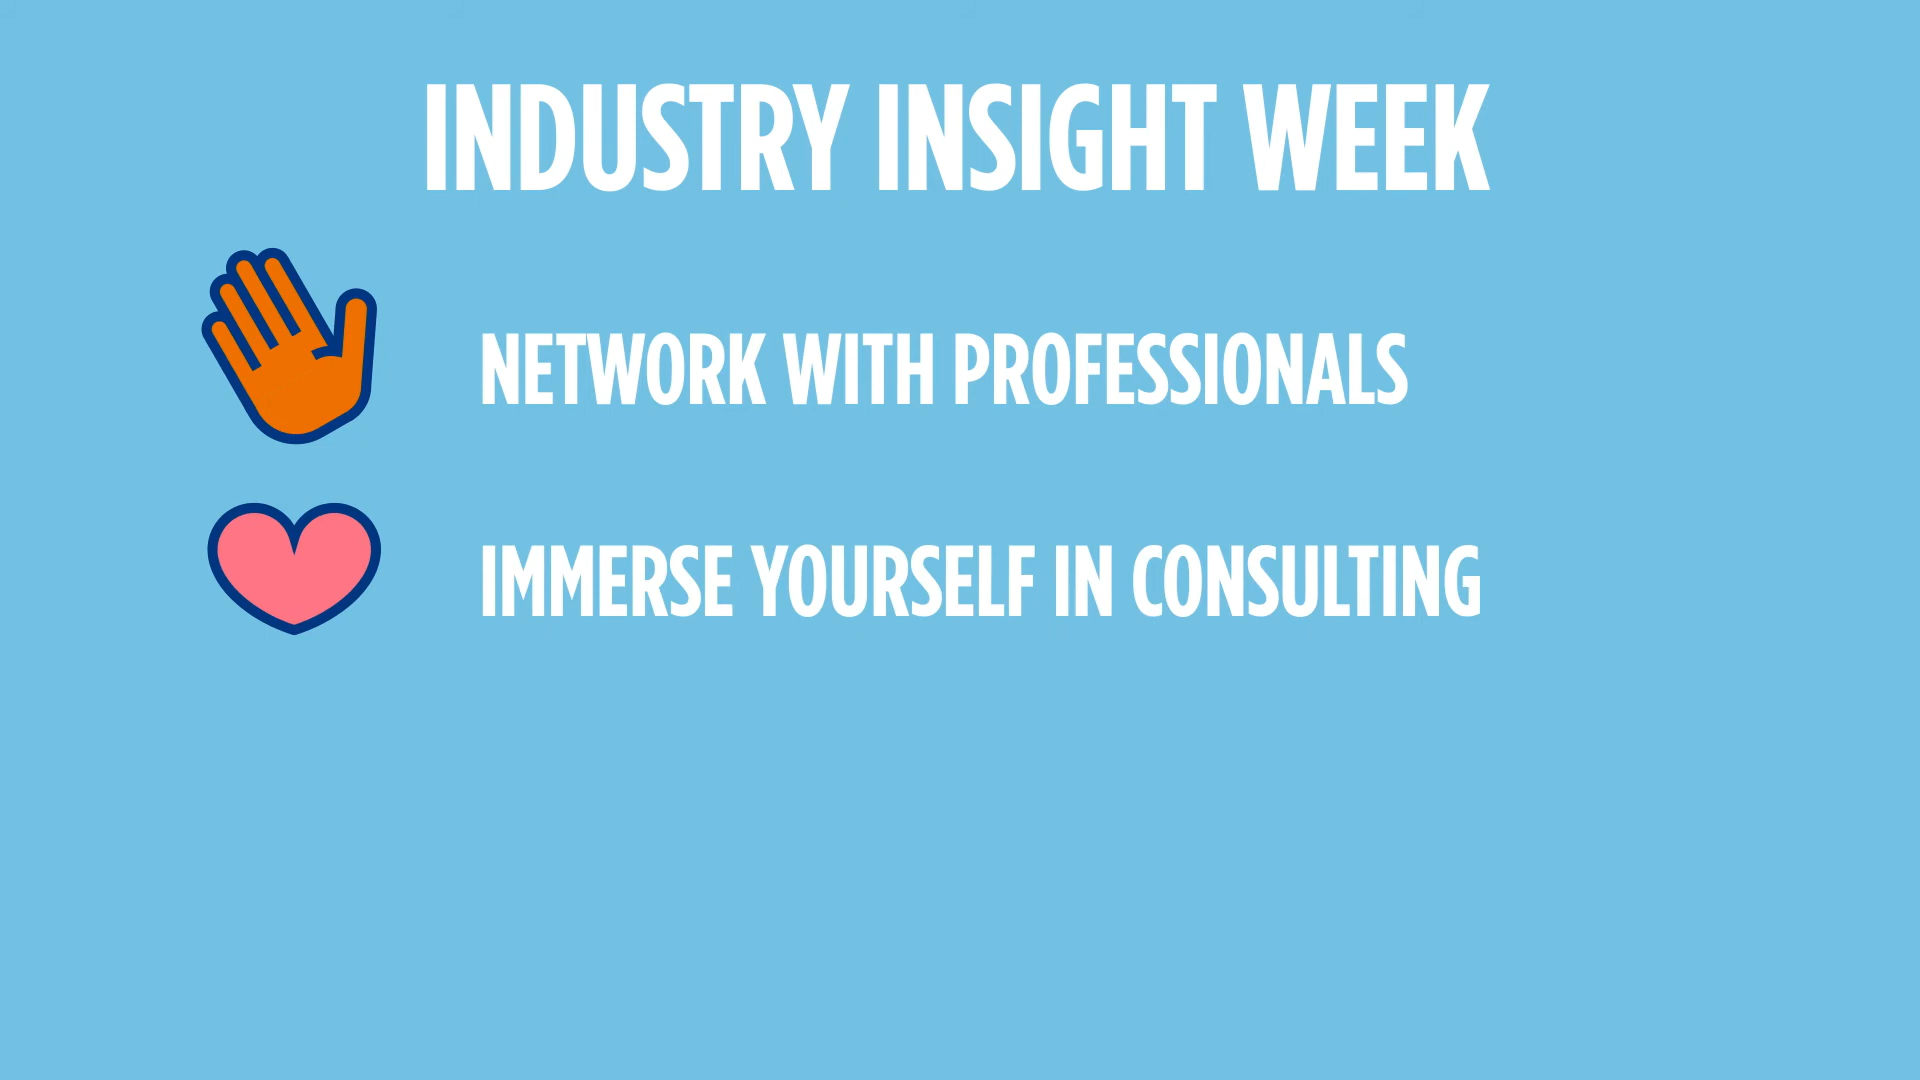 INDUSTRY INSIGHT WEEK
NETWORK WITH PROFESSIONALS
IMMERSE YOURSELF IN CONSULTING